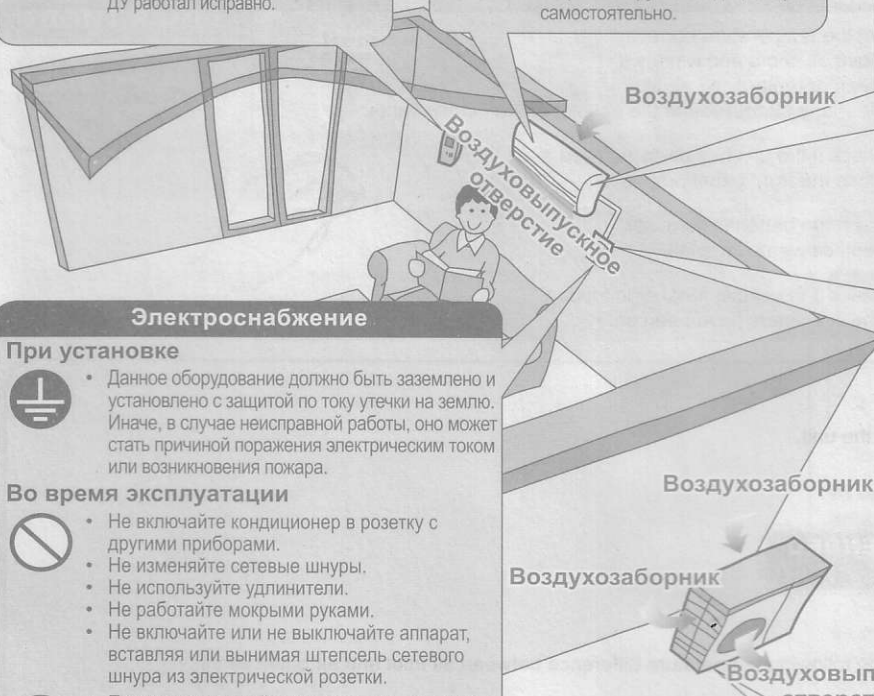 ДУ работал исправно.
самостоятельно.
Воздухозаборник
Воздуховыпускное
отверстие
Электроснабжение
При установке
• Данное оборудование должно быть заземлено и
установлено с защитой по току утечки на землю.
Иначе, в случае неисправной работы, оно может
стать причиной поражения электрическим током
или возникновения пожара.
Во время эксплуатации
• Не включайте кондиционер в розетку с
другими приборами.
• Не изменяйте сетевые шнуры.
• Не используйте удлинители.
• Не работайте мокрыми руками.
• Не включайте или не выключайте аппарат,
вставляя или вынимая штепсель сетевого
шнура из электрической розетки.
Воздухозаборник
Воздухозаборник
Воздуховып